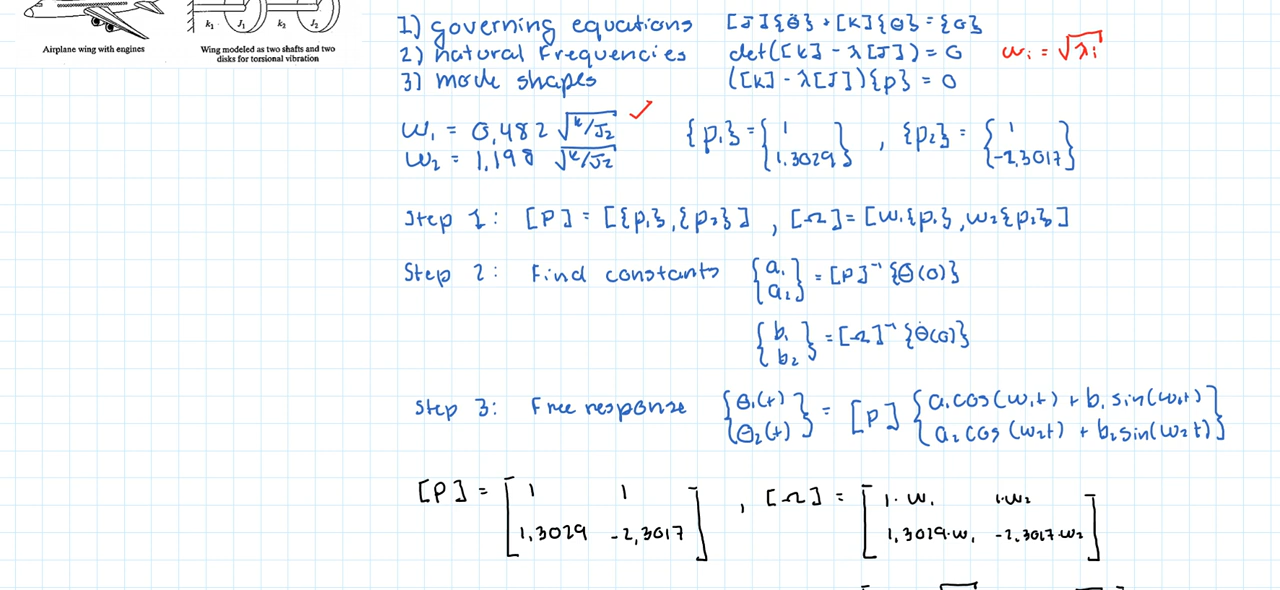 k₁ J₁ k₂ J₂
Airplane wing with engines
Wing modeled as two shafts and two
disks for torsional vibration
1) governing equations [J]{θ̈} + [K]{θ} = {0}
2) natural Frequencies det([K] - λ[J]) = 0 ωi = √λi
3) mode shapes ([K] - λ[J]){p} = 0
ω₁ = 0,482 √k/J₂ ✓ {p₁} = {1 1,3029}, {p₂} = {1 -2,3017}
ω₂ = 1,198 √k/J₂
Step 1: [P] = [{p₁}, {p₂}], [Ω] = [ω₁{p₁}, ω₂{p₂}]
Step 2: Find constants {a₁ a₂} = [P]⁻¹ {θ(0)}
{b₁ b₂} = [Ω]⁻¹ {θ̇(0)}
Step 3: Free response {θ₁(t) θ₂(t)} = [P] {a₁cos(ω₁t) + b₁sin(ω₁t) a₂cos(ω₂t) + b₂sin(ω₂t)}
[P] = [1 1 1,3029 -2,3017], [Ω] = [1·ω₁ 1·ω₂ 1,3029·ω₁ -2,3017·ω₂]